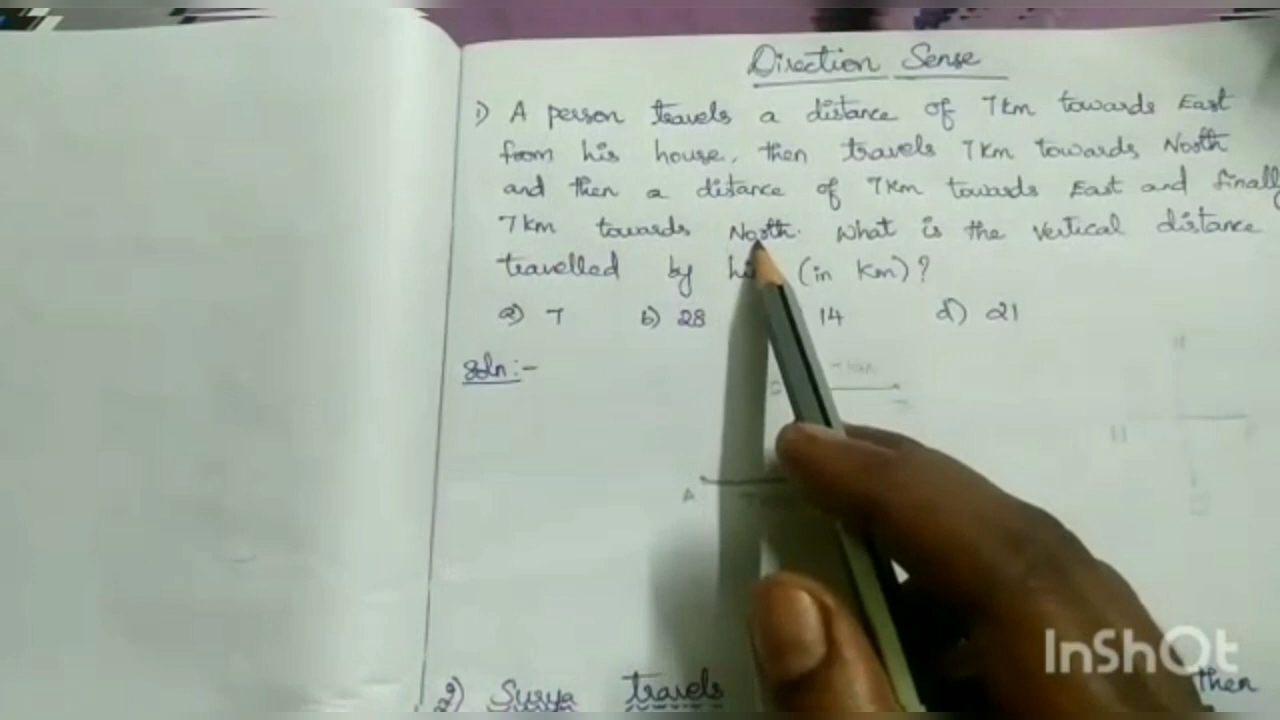 Direction Sense
1) A person travels a distance of 7km towards East
from his house, then travels 7km towards North
and then a distance of 7km towards East and finally
7km towards North. What is the vertical distance
travelled by (in km)?
a) 7 b) 28 14 d) 21
Soln:-
7 km
A
2) Surya travels then
InShOt